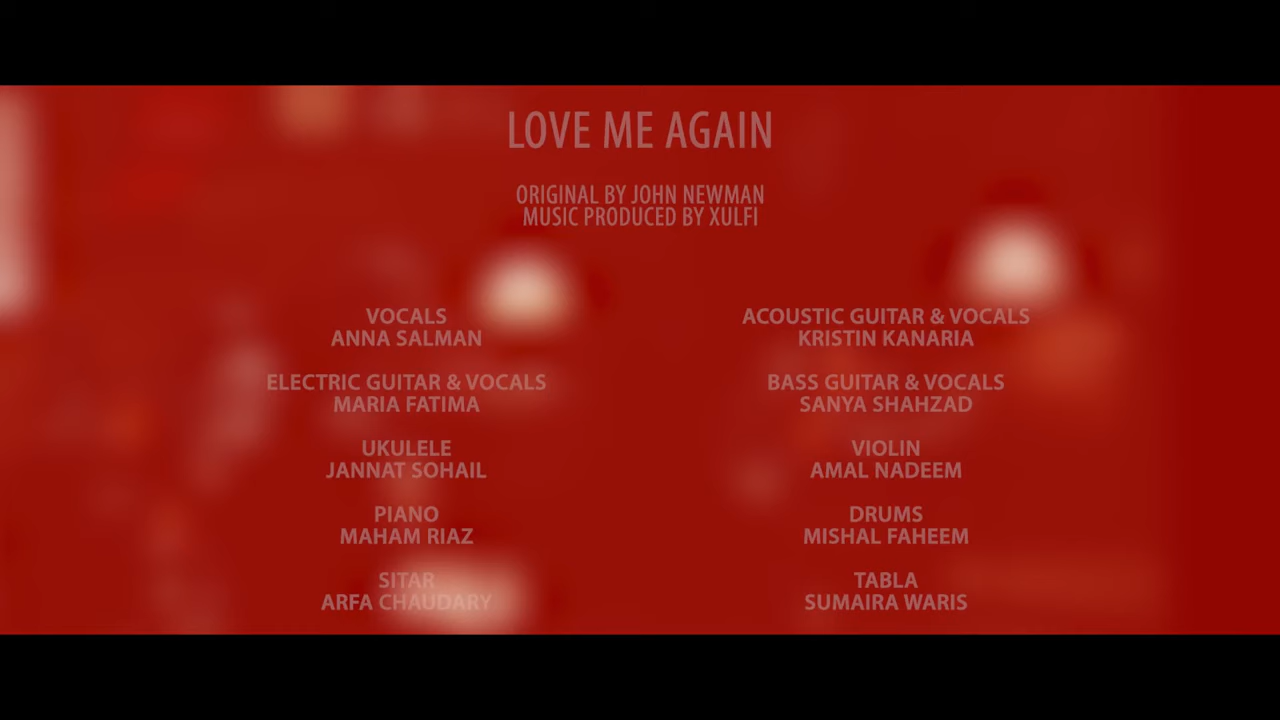 LOVE ME AGAIN
ORIGINAL BY JOHN NEWMAN
MUSIC PRODUCED BY XULFI
VOCALS
ANNA SALMAN
ELECTRIC GUITAR & VOCALS
MARIA FATIMA
UKULELE
JANNAT SOHAIL
PIANO
MAHAM RIAZ
SITAR
ARFA CHAUDARY
ACOUSTIC GUITAR & VOCALS
KRISTIN KANARIA
BASS GUITAR & VOCALS
SANYA SHAHZAD
VIOLIN
AMAL NADEEM
DRUMS
MISHAL FAHEEM
TABLA
SUMAIRA WARIS